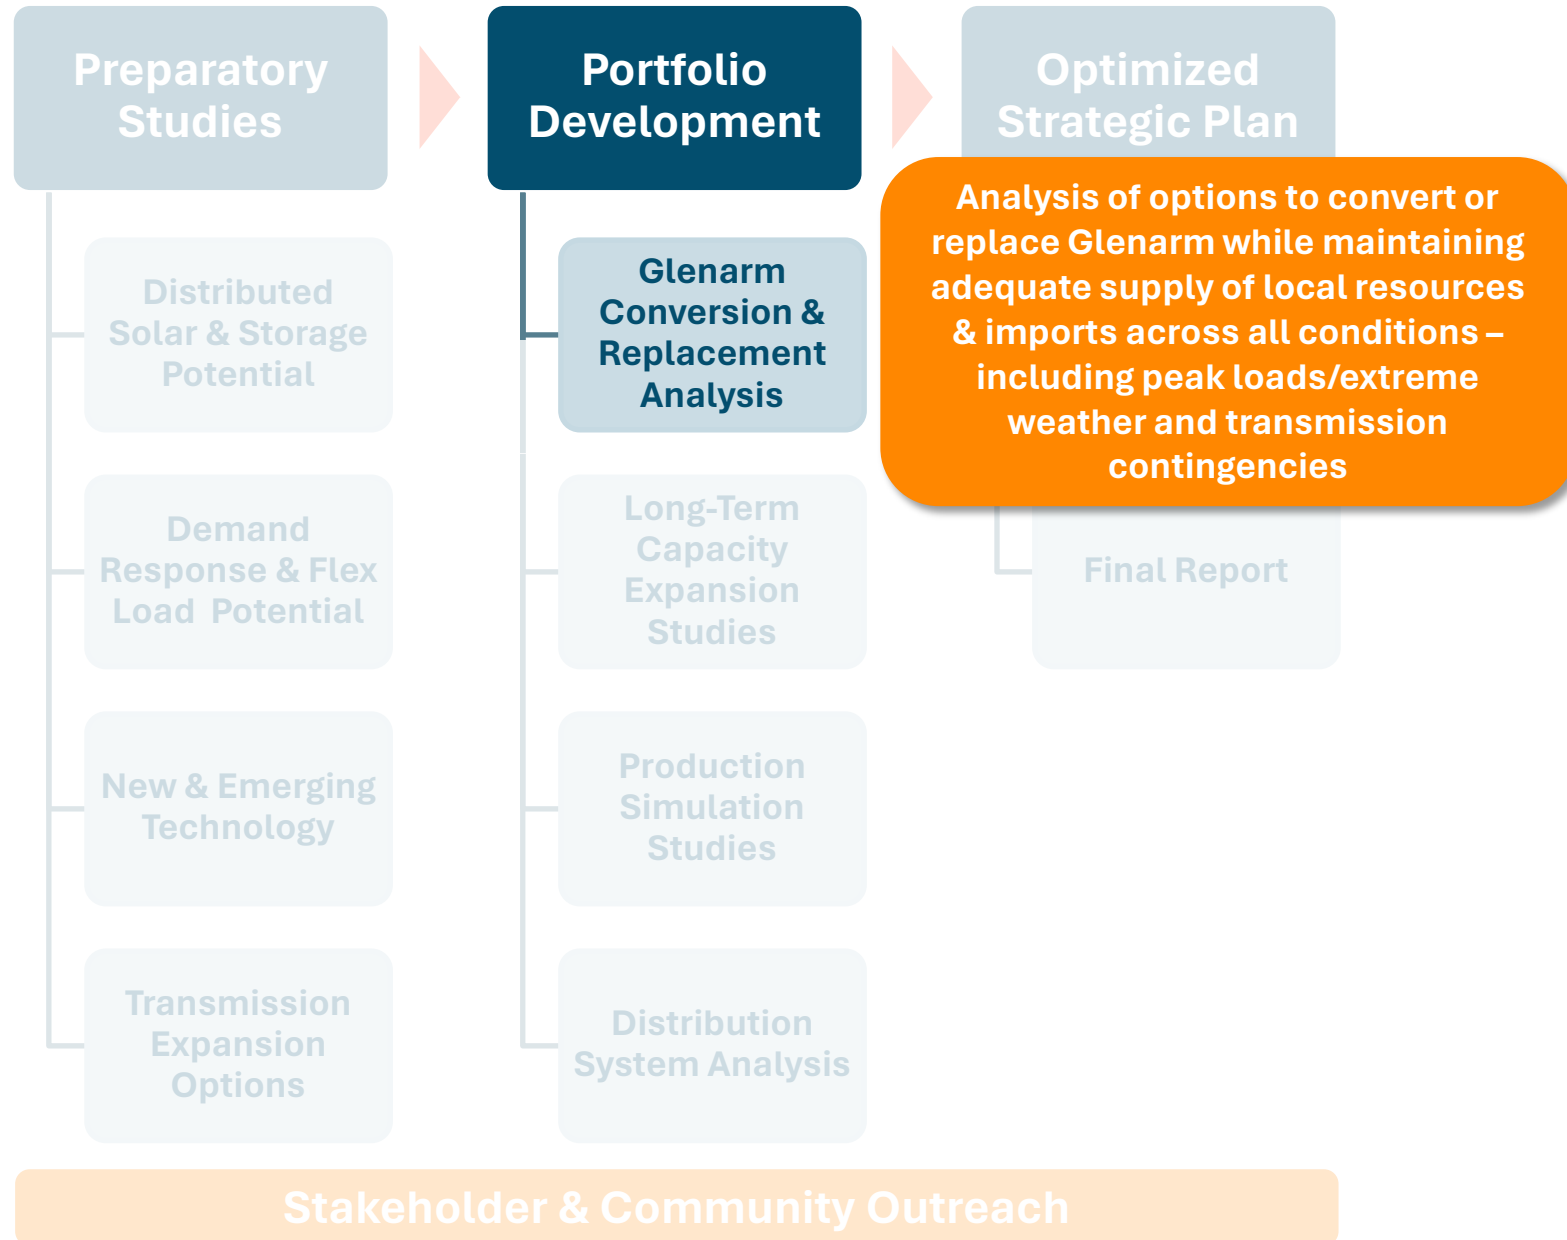 Preparatory
Studies
Portfolio
Development
Optimized
Strategic Plan
Distributed
Solar & Storage
Potential
Demand
Response & Flex
Load Potential
New & Emerging
Technology
Transmission
Expansion
Options
Glenarm
Conversion &
Replacement
Analysis
Long-Term
Capacity
Expansion
Studies
Production
Simulation
Studies
Distribution
System Analysis
Analysis of options to convert or
replace Glenarm while maintaining
adequate supply of local resources
& imports across all conditions –
including peak loads/extreme
weather and transmission
contingencies
Final Report
Stakeholder & Community Outreach